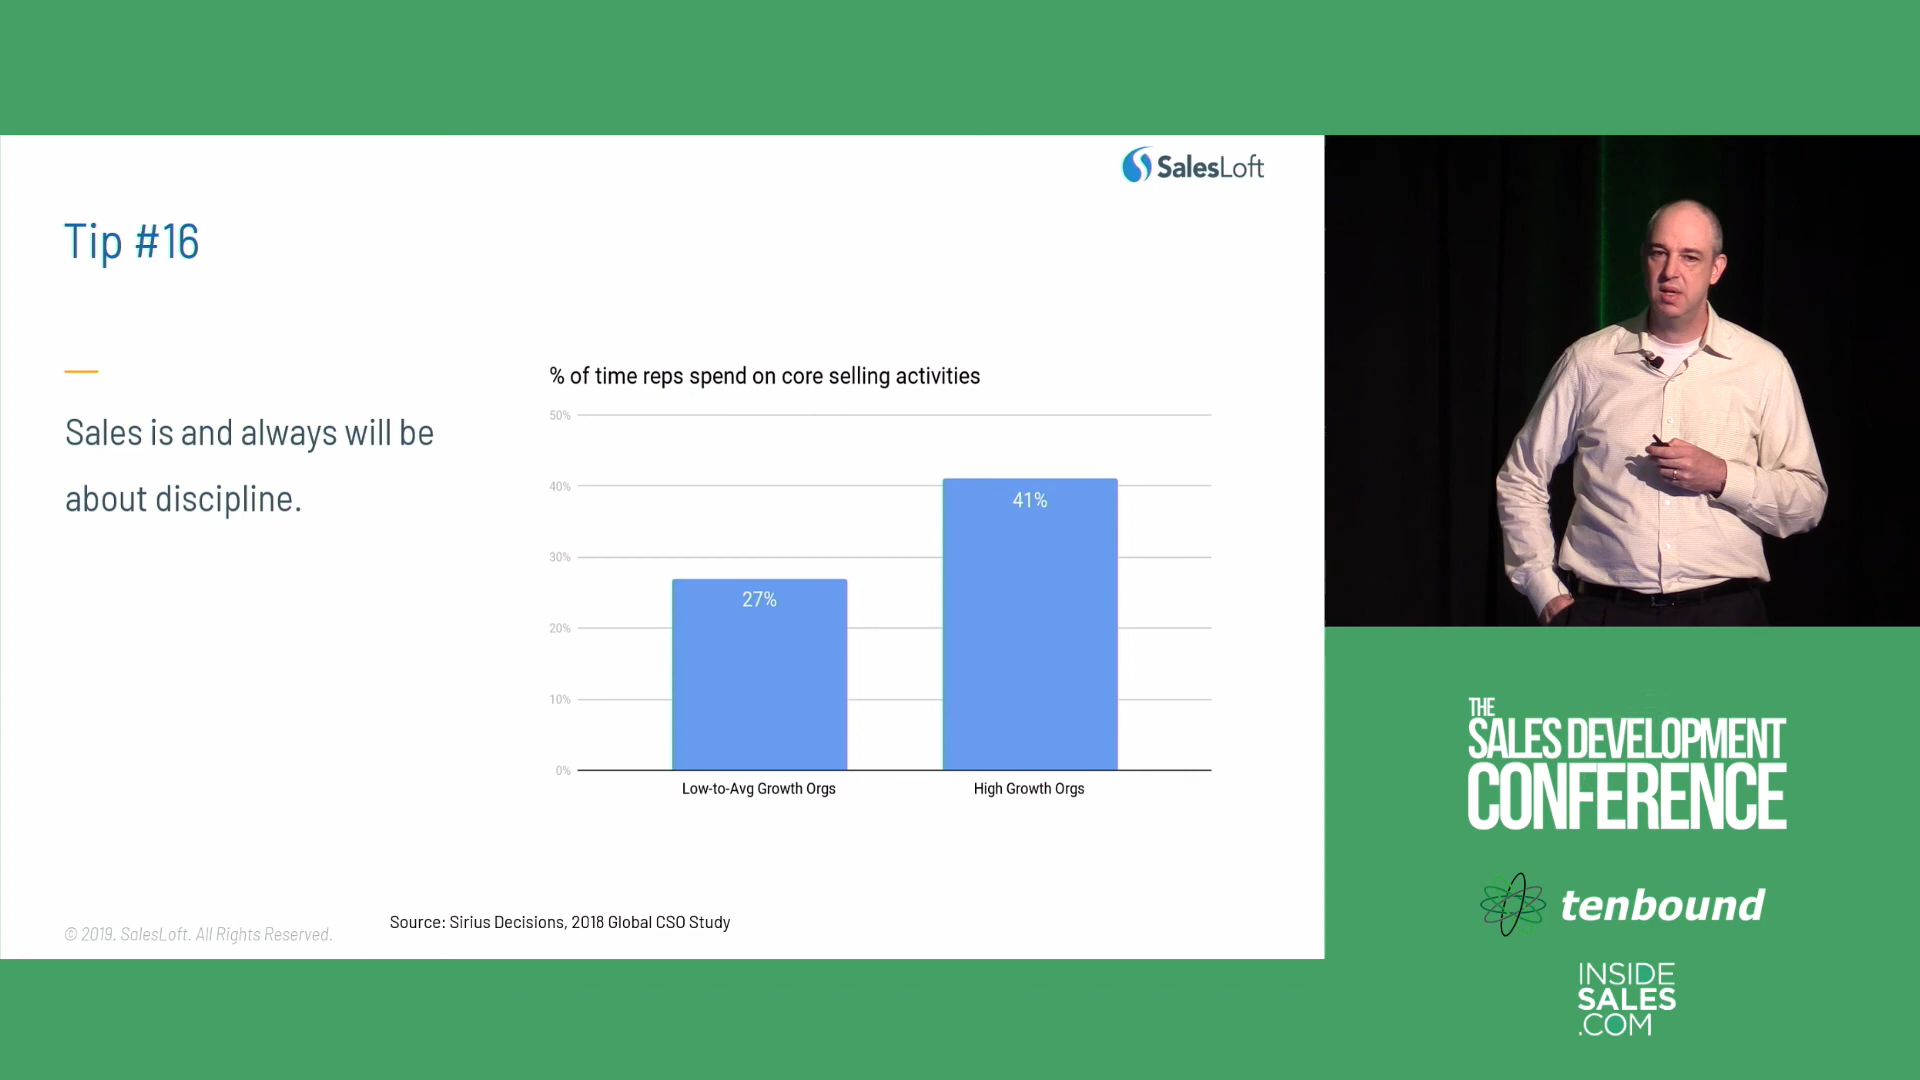 SalesLoft
Tip #16
Sales is and always will be
about discipline.
% of time reps spend on core selling activities
50%
40%
30%
20%
10%
0%
27%
41%
Low-to-Avg Growth Orgs
High Growth Orgs
© 2019. SalesLoft. All Rights Reserved.
Source: Sirius Decisions, 2018 Global CSO Study
THE
SALES DEVELOPMENT
CONFERENCE
tenbound
INSIDE
SALES
.COM